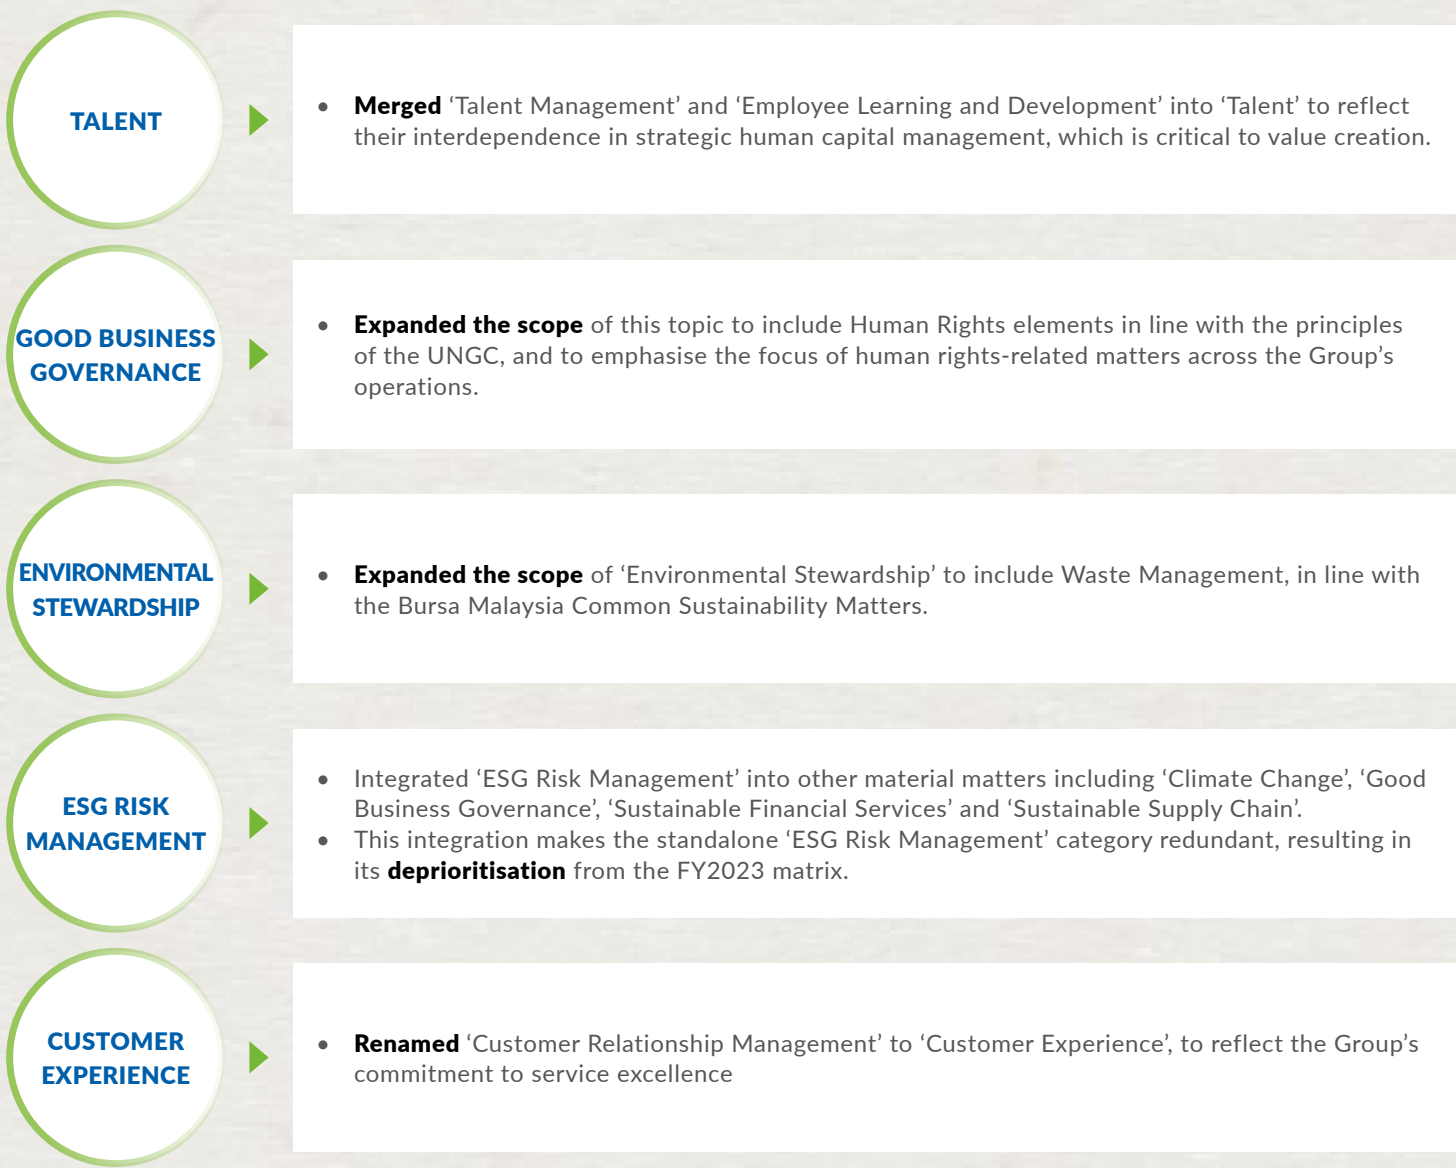 TALENT
• Merged ‘Talent Management’ and ‘Employee Learning and Development’ into ‘Talent’ to reflect
their interdependence in strategic human capital management, which is critical to value creation.
GOOD BUSINESS
GOVERNANCE
• Expanded the scope of this topic to include Human Rights elements in line with the principles
of the UNGC, and to emphasise the focus of human rights-related matters across the Group’s
operations.
ENVIRONMENTAL
STEWARDSHIP
• Expanded the scope of ‘Environmental Stewardship’ to include Waste Management, in line with
the Bursa Malaysia Common Sustainability Matters.
ESG RISK
MANAGEMENT
• Integrated ‘ESG Risk Management’ into other material matters including ‘Climate Change’, ‘Good
Business Governance’, ‘Sustainable Financial Services’ and ‘Sustainable Supply Chain’.
• This integration makes the standalone ‘ESG Risk Management’ category redundant, resulting in
its deprioritisation from the FY2023 matrix.
CUSTOMER
EXPERIENCE
• Renamed ‘Customer Relationship Management’ to ‘Customer Experience’, to reflect the Group’s
commitment to service excellence